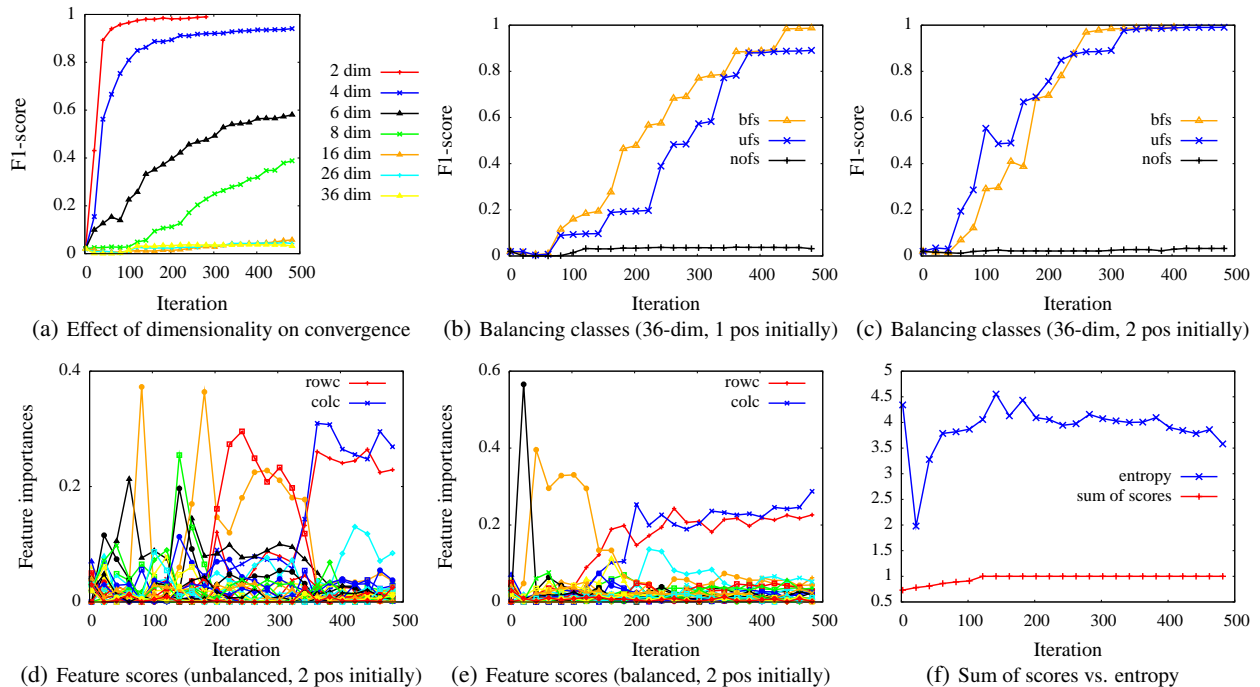 1
0.8
0.6
0.4
0.2
0
0 100 200 300 400 500
F1-score
Iteration
2 dim
4 dim
6 dim
8 dim
16 dim
26 dim
36 dim
(a) Effect of dimensionality on convergence
1
0.8
0.6
0.4
0.2
0
0 100 200 300 400 500
F1-score
Iteration
bfs
ufs
nofs
(b) Balancing classes (36-dim, 1 pos initially)
1
0.8
0.6
0.4
0.2
0
0 100 200 300 400 500
F1-score
Iteration
bfs
ufs
nofs
(c) Balancing classes (36-dim, 2 pos initially)
0.4
0.2
0
0 100 200 300 400 500
Feature importances
Iteration
rowc
colc
(d) Feature scores (unbalanced, 2 pos initially)
0.6
0.4
0.2
0
0 100 200 300 400 500
Feature importances
Iteration
rowc
colc
(e) Feature scores (balanced, 2 pos initially)
5
4.5
4
3.5
3
2.5
2
1.5
1
0.5
0 100 200 300 400 500
Iteration
entropy
sum of scores
(f) Sum of scores vs. entropy